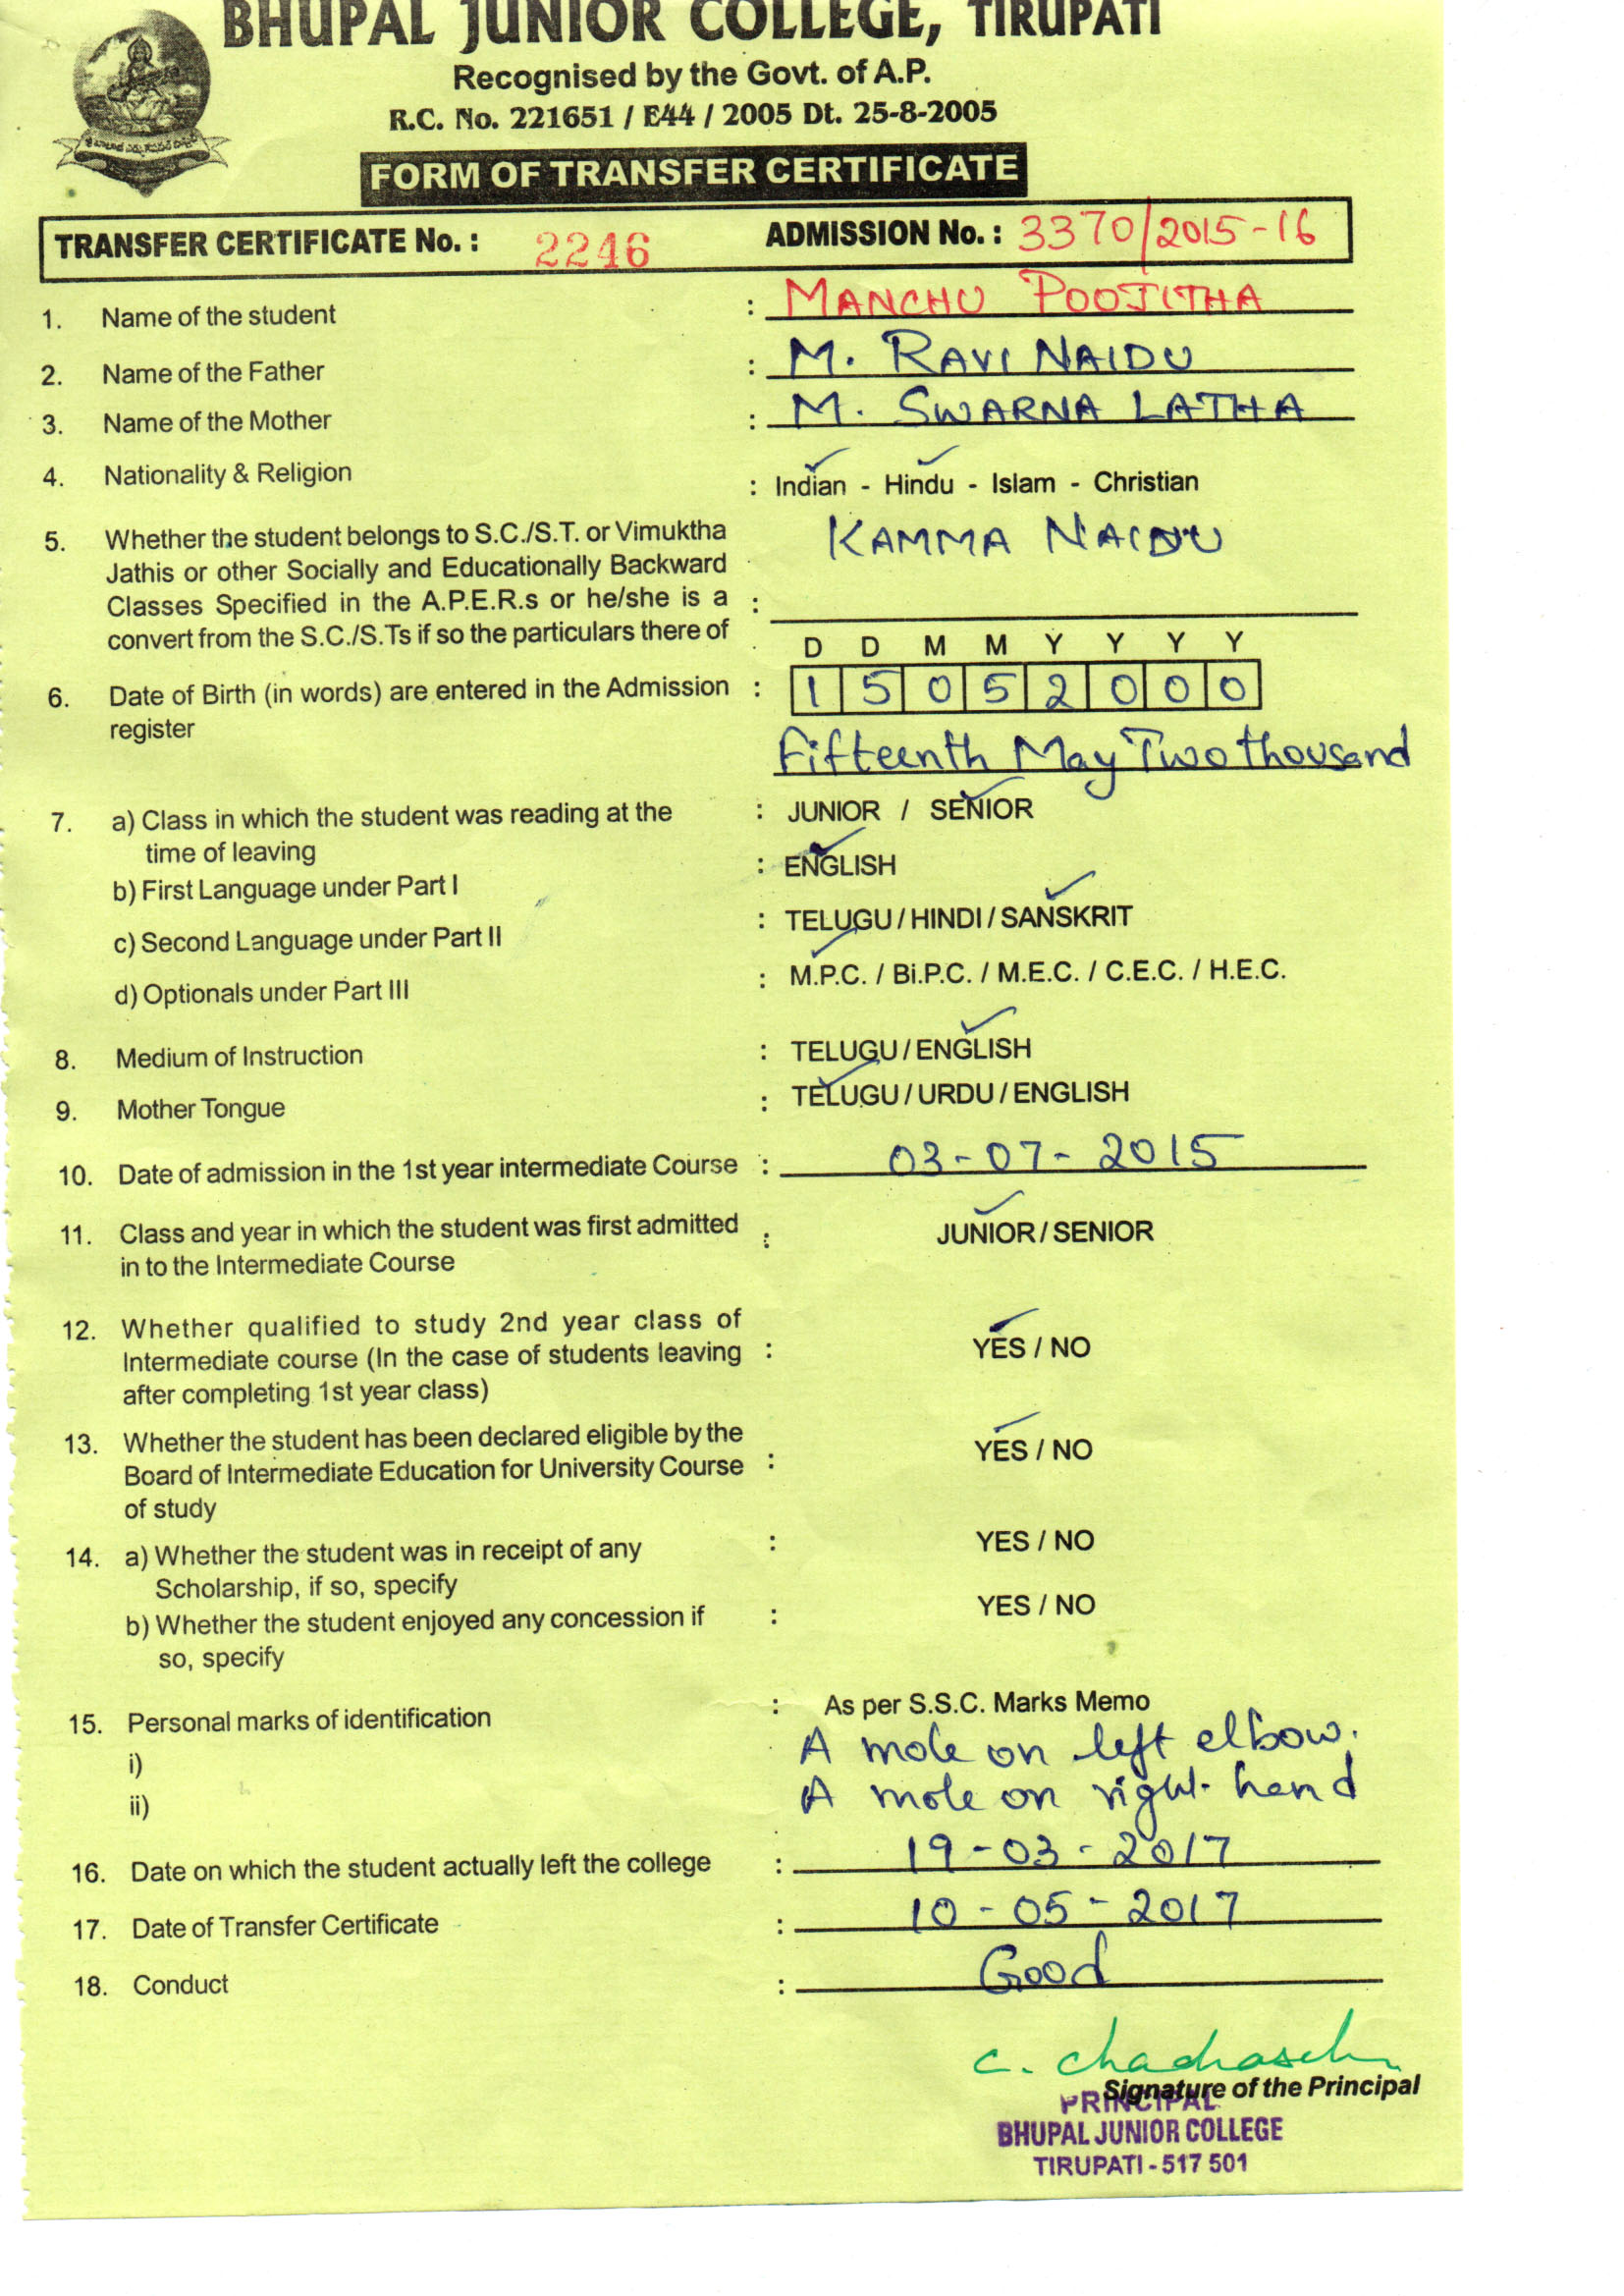 BHUPAL JUNIOR COLLEGE, TIRUPATI
Recognised by the Govt. of A.P.
R.C. No. 221651 / E44 / 2005 Dt. 25-8-2005
FORM OF TRANSFER CERTIFICATE
TRANSFER CERTIFICATE No. : 2246 ADMISSION No. : 3370/2015-16
1. Name of the student : MANCHU POOJITHA
2. Name of the Father : M. RAVI NAIDU
3. Name of the Mother : M. SWARNA LATHA
4. Nationality & Religion : Indian - Hindu - Islam - Christian
5. Whether the student belongs to S.C./S.T. or Vimuktha KAMMA NAIDU
Jathis or other Socially and Educationally Backward
Classes Specified in the A.P.E.R.s or he/she is a :
convert from the S.C./S.Ts if so the particulars there of
D D M M Y Y Y Y
6. Date of Birth (in words) are entered in the Admission : 1 5 0 5 2 0 0 0
register Fifteenth May Two thousand
7. a) Class in which the student was reading at the : JUNIOR / SENIOR
time of leaving
b) First Language under Part I : ENGLISH
c) Second Language under Part II : TELUGU / HINDI / SANSKRIT
d) Optionals under Part III : M.P.C. / Bi.P.C. / M.E.C. / C.E.C. / H.E.C.
8. Medium of Instruction : TELUGU / ENGLISH
9. Mother Tongue : TELUGU / URDU / ENGLISH
10. Date of admission in the 1st year intermediate Course : 03-07-2015
11. Class and year in which the student was first admitted : JUNIOR / SENIOR
in to the Intermediate Course
12. Whether qualified to study 2nd year class of
Intermediate course (In the case of students leaving : YES / NO
after completing 1st year class)
13. Whether the student has been declared eligible by the YES / NO
Board of Intermediate Education for University Course :
of study
14. a) Whether the student was in receipt of any : YES / NO
Scholarship, if so, specify
b) Whether the student enjoyed any concession if : YES / NO
so, specify
15. Personal marks of identification : As per S.S.C. Marks Memo
i) A mole on left elbow.
ii) A mole on right hand
16. Date on which the student actually left the college : 19-03-2017
17. Date of Transfer Certificate : 10-05-2017
18. Conduct : Good
Signature of the Principal
PRINCIPAL
BHUPAL JUNIOR COLLEGE
TIRUPATI - 517 501